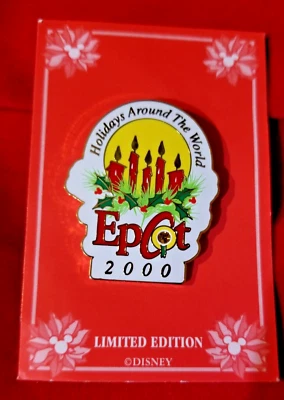 Holidays Around The World
Epcot
2000
LIMITED EDITION
©DISNEY